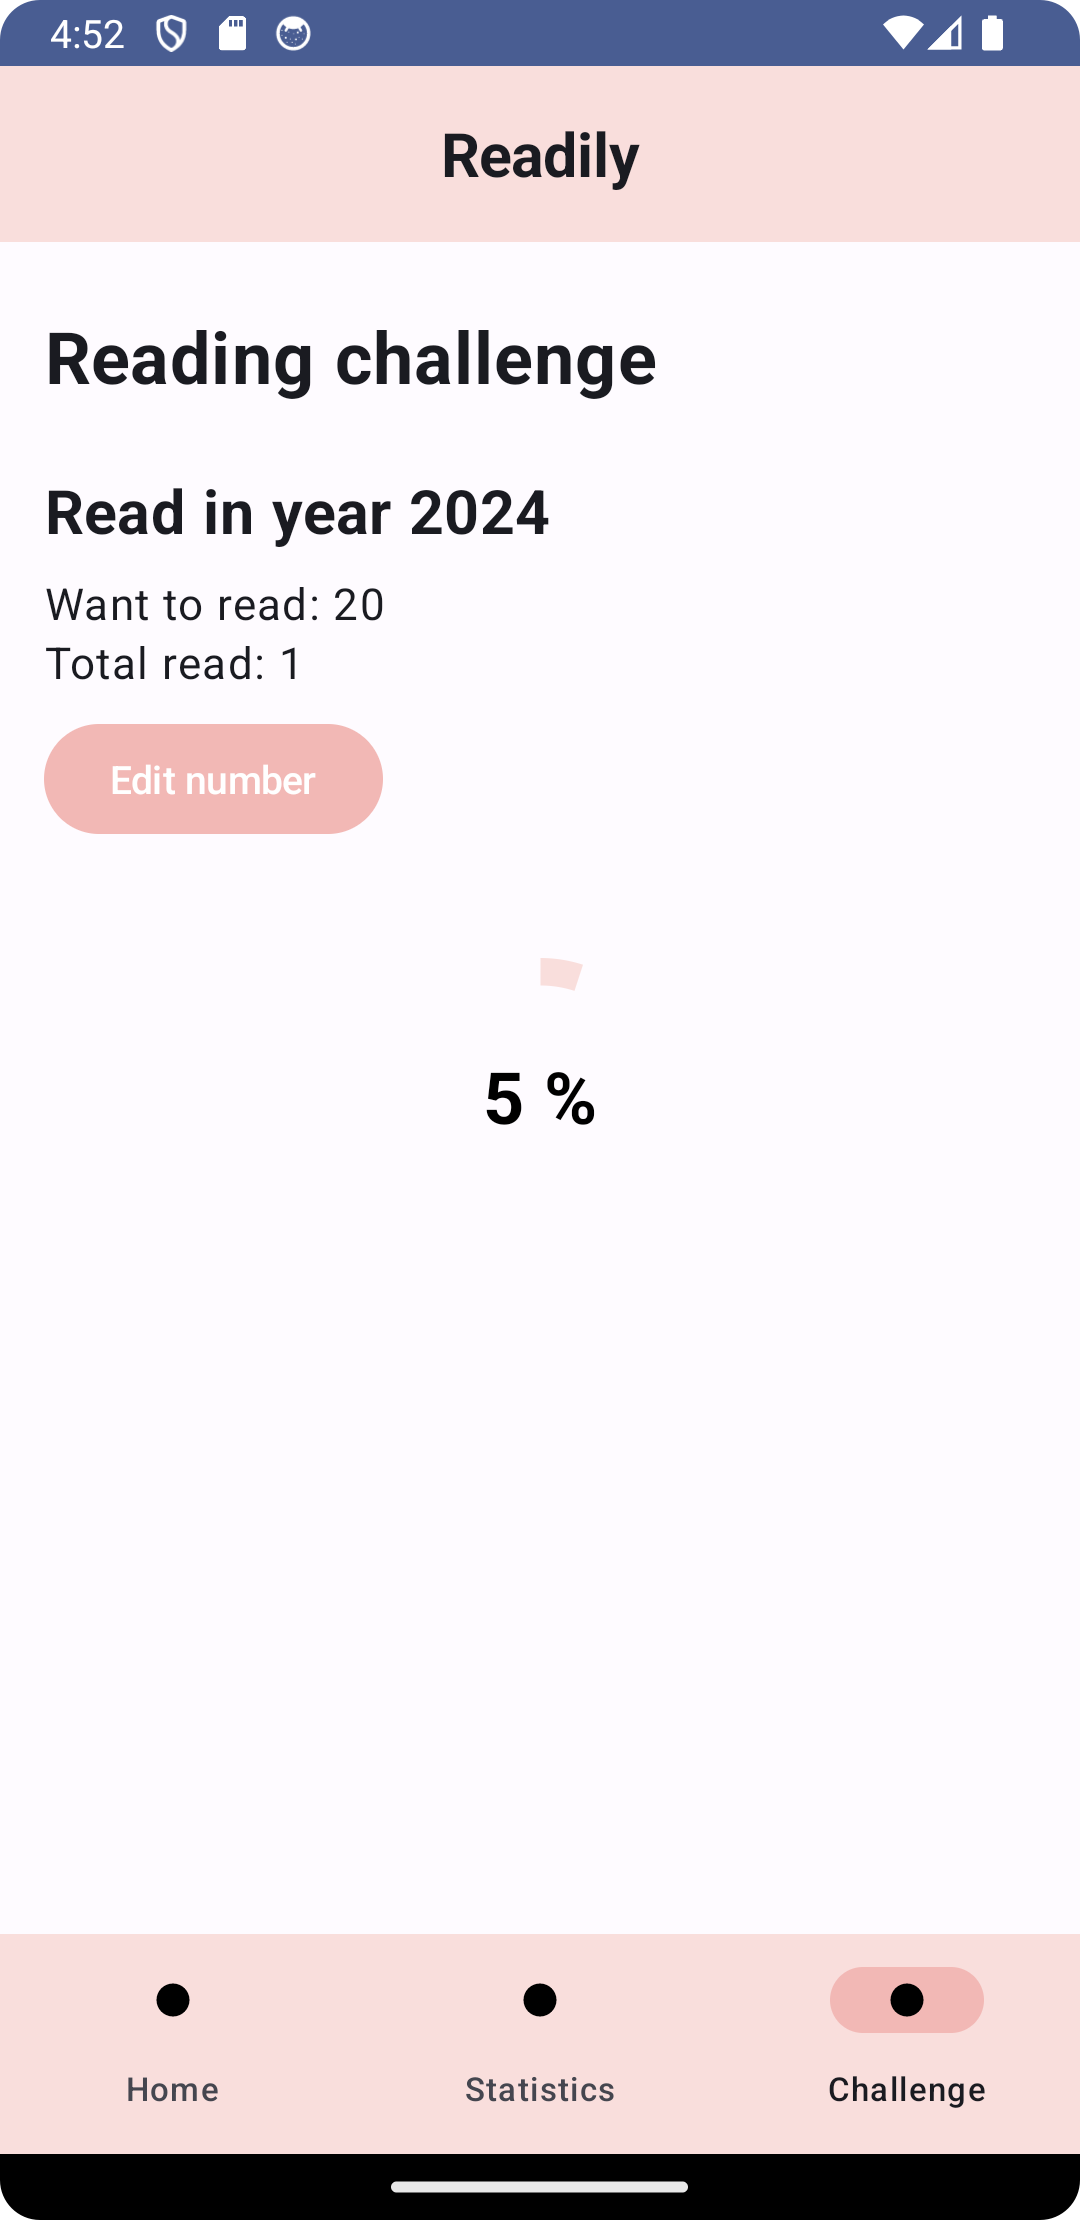 4:52
Readily
Reading challenge
Read in year 2024
Want to read: 20
Total read: 1
Edit number
5 %
Home
Statistics
Challenge